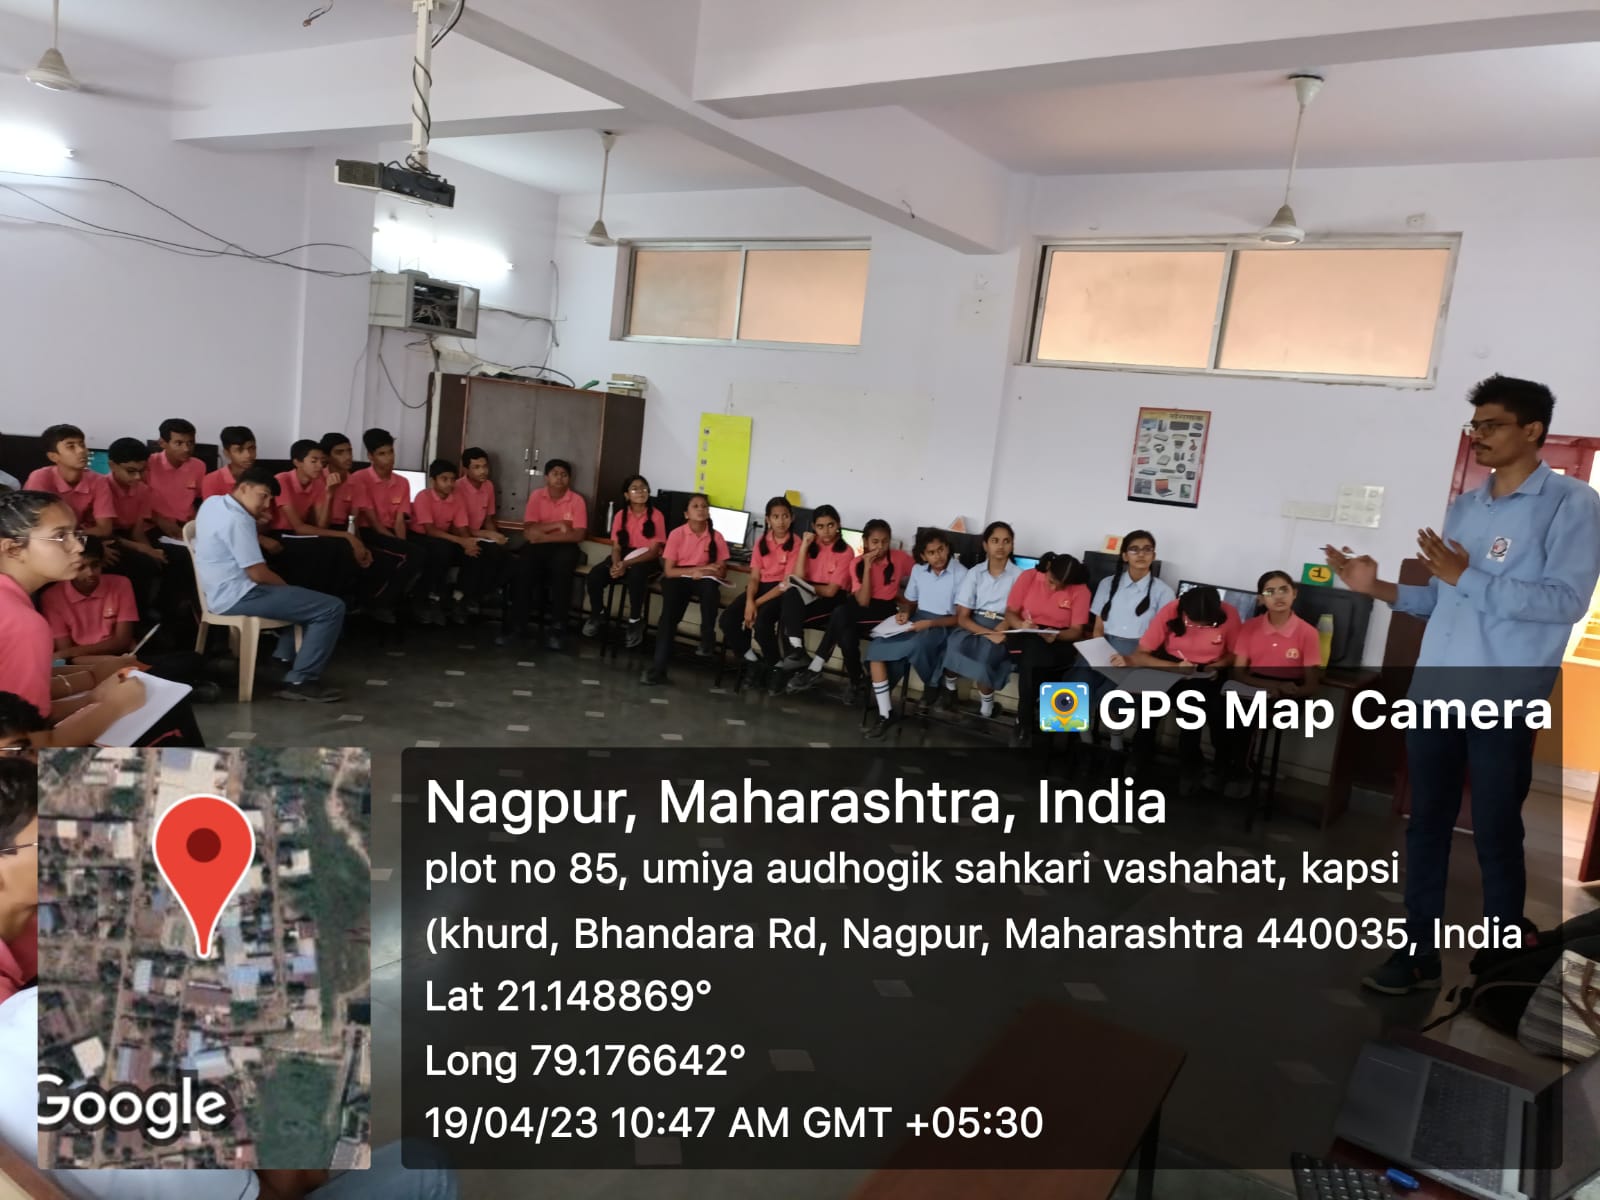 GPS Map Camera
Nagpur, Maharashtra, India
plot no 85, umiya audhogik sahkari vashahat, kapsi
(khurd, Bhandara Rd, Nagpur, Maharashtra 440035, India
Lat 21.148869°
Long 79.176642°
19/04/23 10:47 AM GMT +05:30
Google